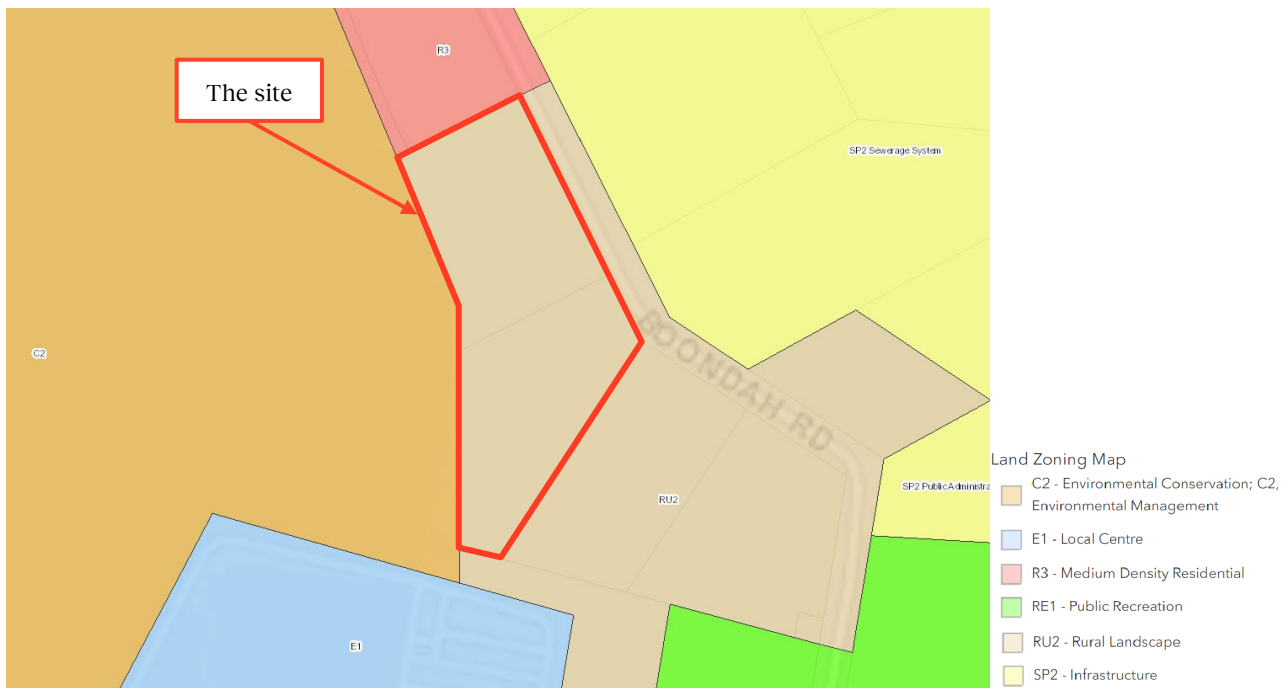 R3
The site
SP2 Sewerage System
C2
BOONDAH RD
SP2 Public Administra
RU2
E1
Land Zoning Map
C2 - Environmental Conservation; C2,
Environmental Management
E1 - Local Centre
R3 - Medium Density Residential
RE1 - Public Recreation
RU2 - Rural Landscape
SP2 - Infrastructure